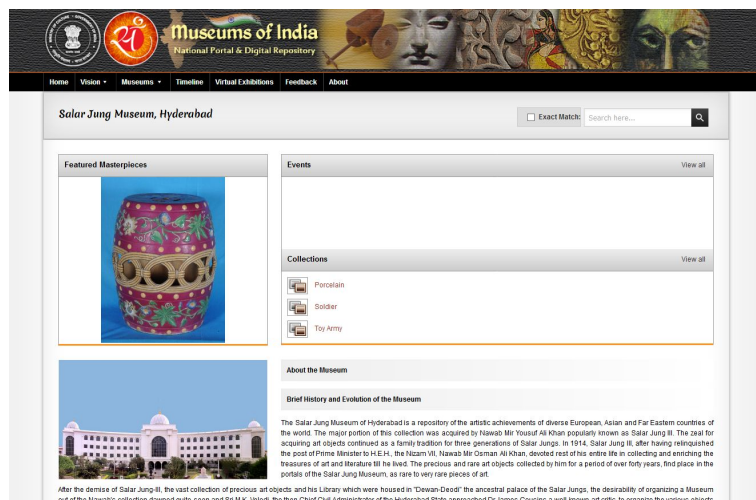 Museums of India
National Portal & Digital Repository
Home Vision Museums Timeline Virtual Exhibitions Feedback About
Salar Jung Museum, Hyderabad
Exact Match: Search here...
Featured Masterpieces
Events View all
Collections View all
Porcelain
Soldier
Toy Army
About the Museum
Brief History and Evolution of the Museum
The Salar Jung Museum of Hyderabad is a repository of the artistic achievements of diverse European, Asian and Far Eastern countries of
the world. The major portion of this collection was acquired by Nawab Mir Yousuf Ali Khan popularly known as Salar Jung III. The zeal for
acquiring art objects continued as a family tradition for three generations of Salar Jungs. In 1914, Salar Jung III, after having relinquished
the post of Prime Minister to H.E.H., the Nizam VII, Nawab Mir Osman Ali Khan, devoted rest of his entire life in collecting and enriching the
treasures of art and literature till he lived. The precious and rare art objects collected by him for a period of over forty years, find place in the
portals of the Salar Jung Museum, as rare to very rare pieces of art.
After the demise of Salar Jung-III, the vast collection of precious art objects and his Library which were housed in "Dewan-Deodi" the ancestral palace of the Salar Jungs, the desirability of organizing a Museum